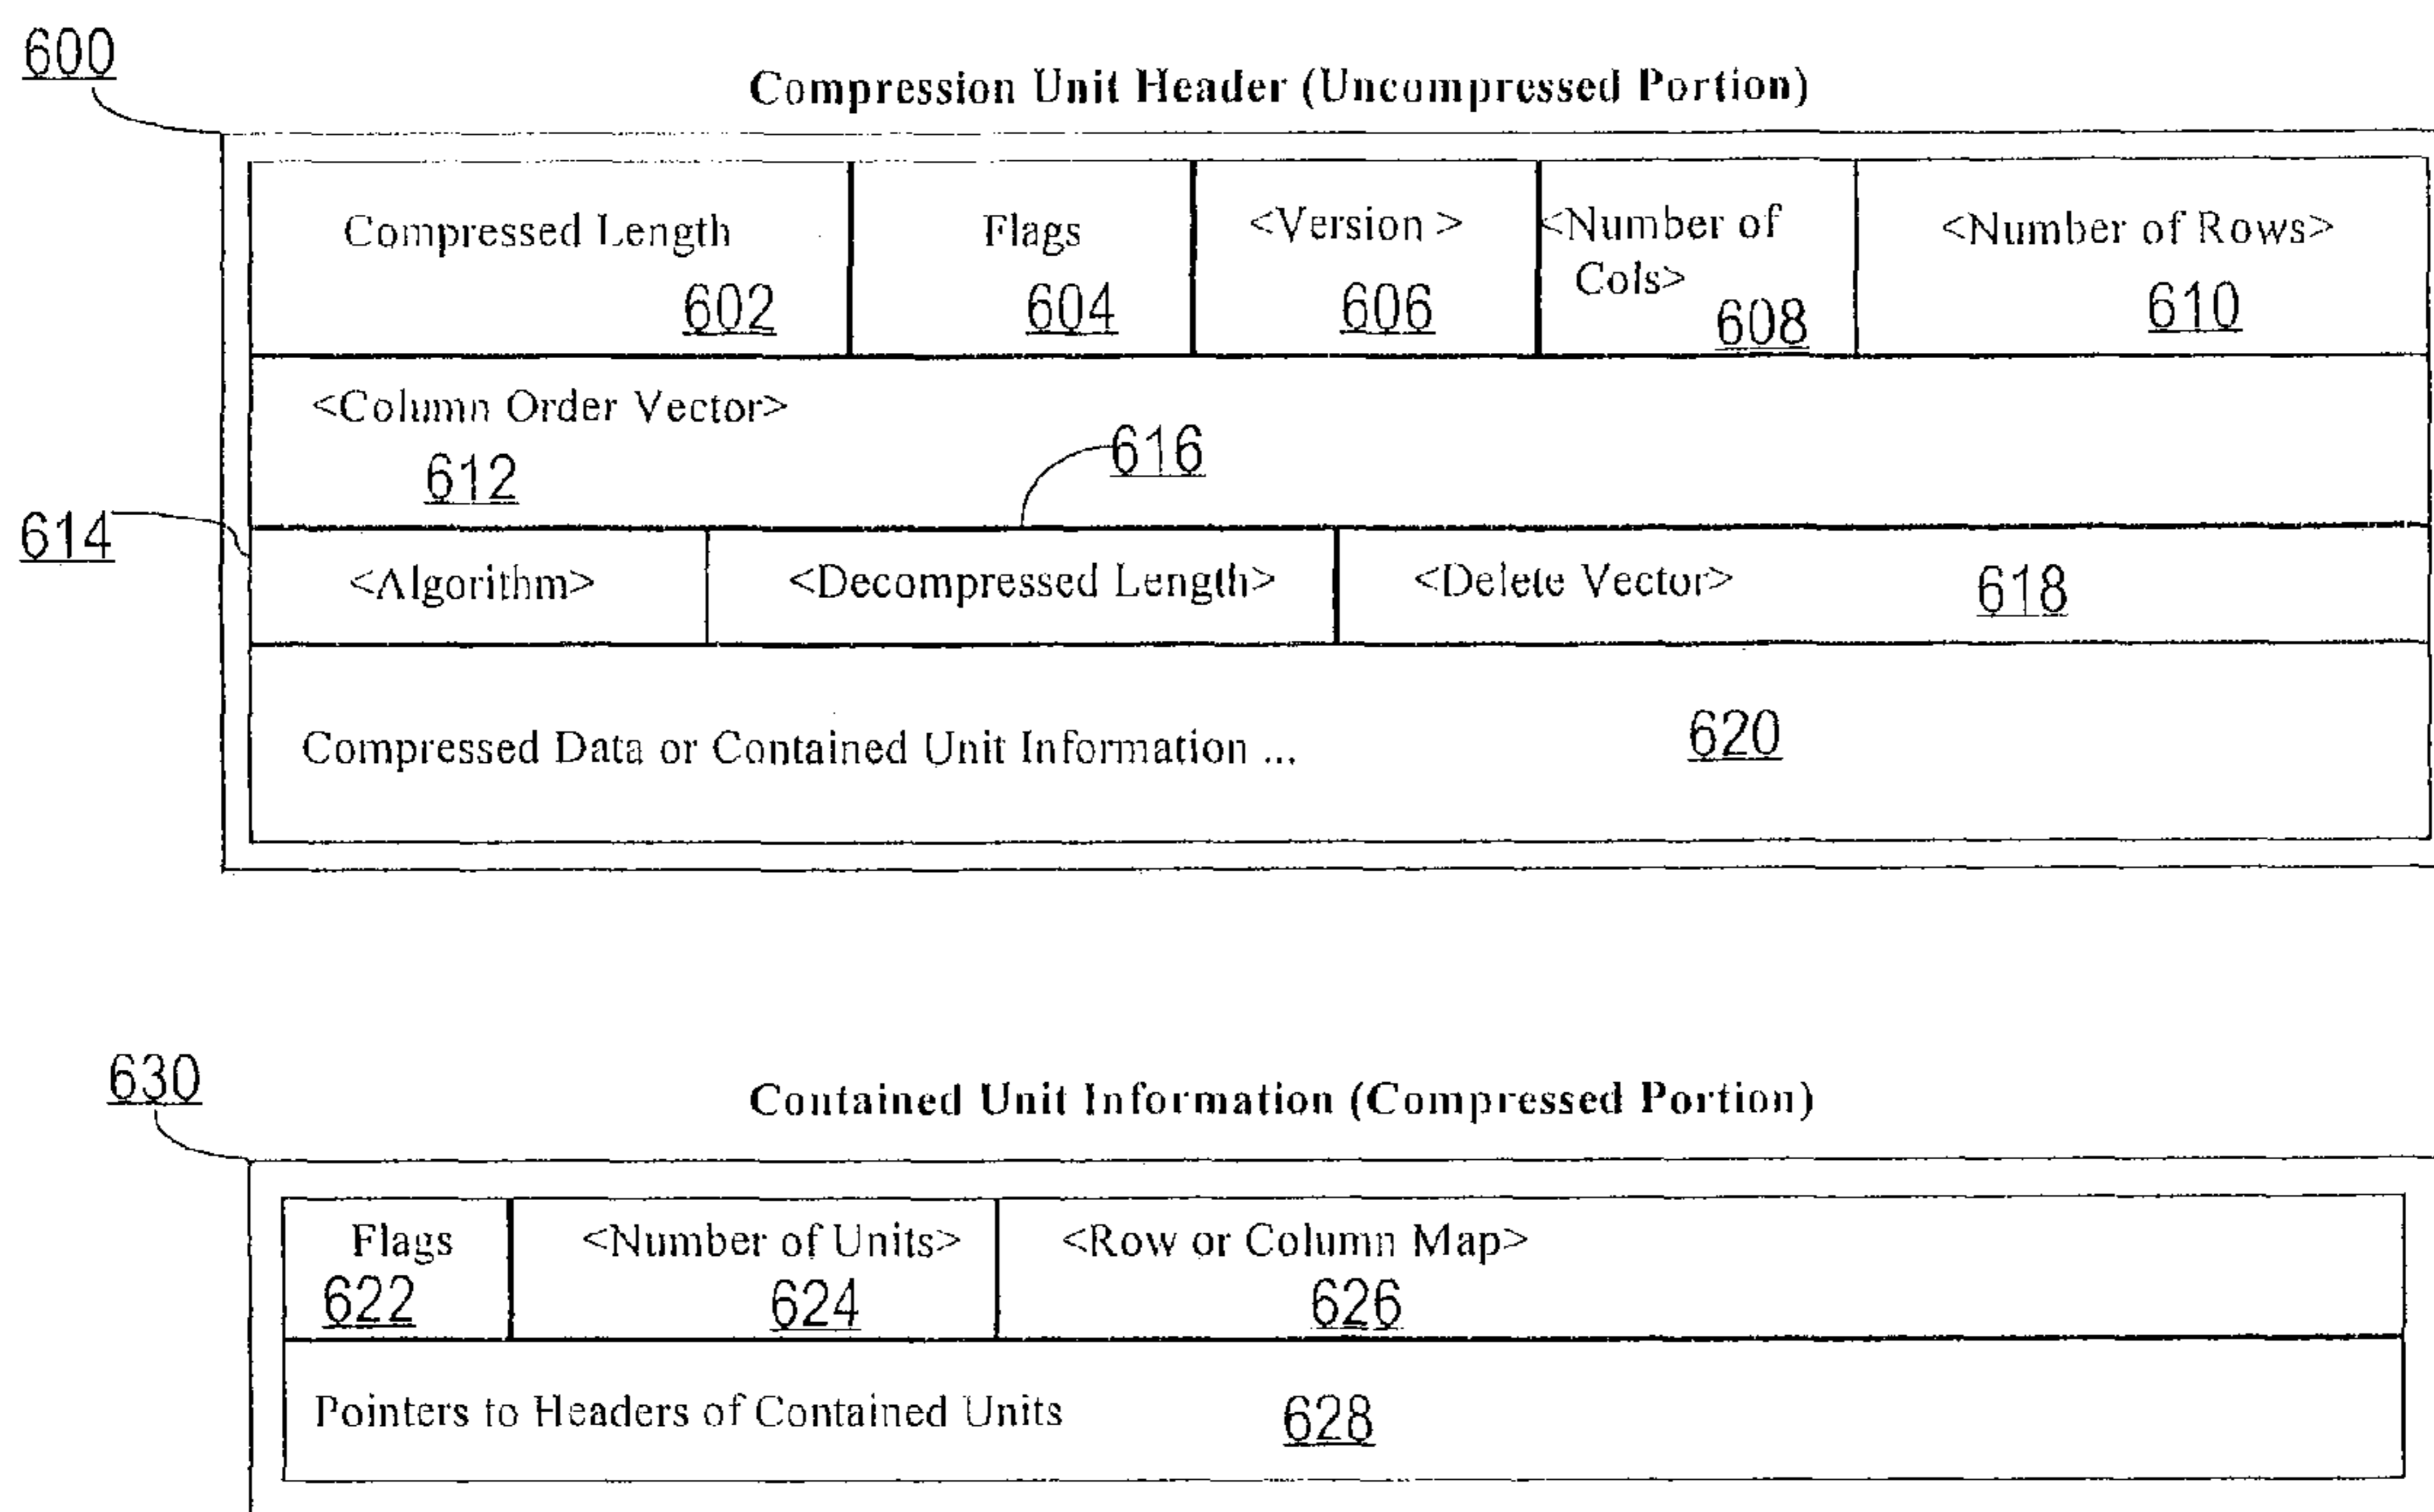 600
Compression Unit Header (Uncompressed Portion)
Compressed Length
602
Flags
604
<Version >
606
<Number of
Cols>
608
<Number of Rows>
610
<Column Order Vector>
612
616
614
<Algorithm>
<Decompressed Length>
<Delete Vector>
618
Compressed Data or Contained Unit Information ...
620
630
Contained Unit Information (Compressed Portion)
Flags
622
<Number of Units>
624
<Row or Column Map>
626
Pointers to Headers of Contained Units
628